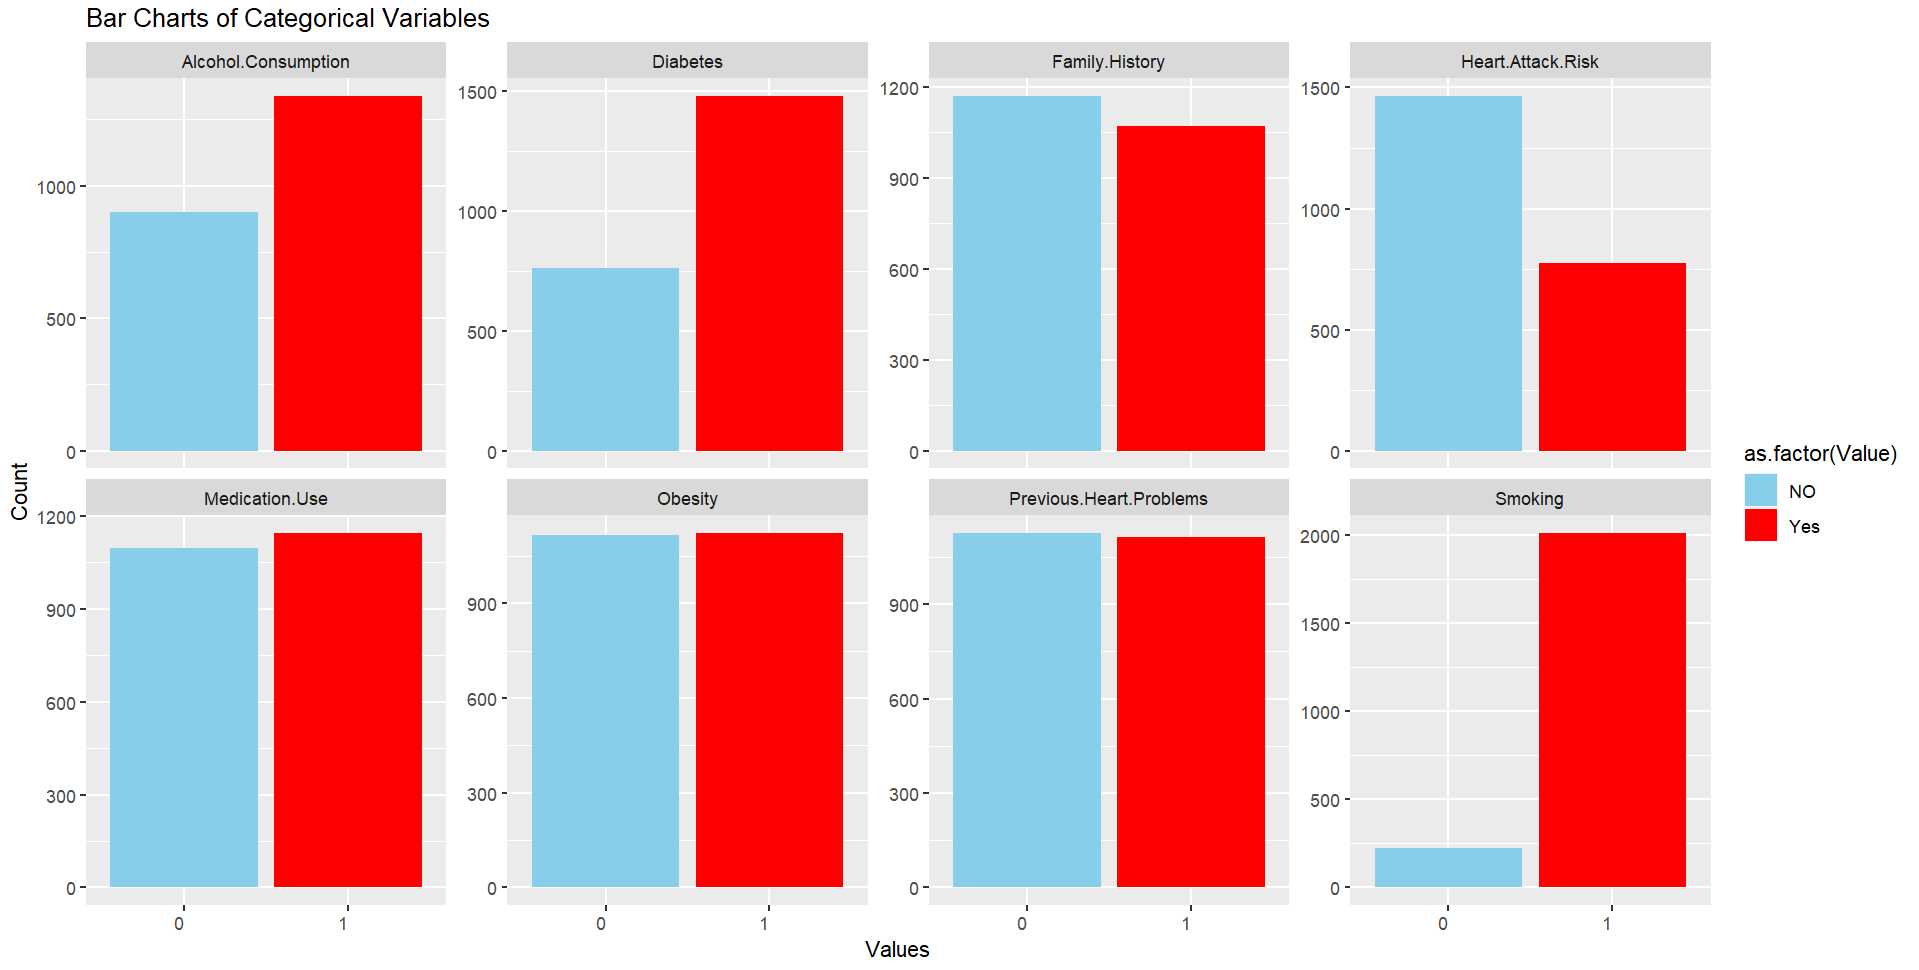 Bar Charts of Categorical Variables
Alcohol.Consumption
Diabetes
Family.History
Heart.Attack.Risk
1000
500
0
1500
1000
500
0
1200
900
600
300
0
1500
1000
500
0
Count
Medication.Use
Obesity
Previous.Heart.Problems
Smoking
1200
900
600
300
0
900
600
300
0
900
600
300
0
2000
1500
1000
500
0
0 1
0 1
0 1
0 1
Values
as.factor(Value)
NO
Yes